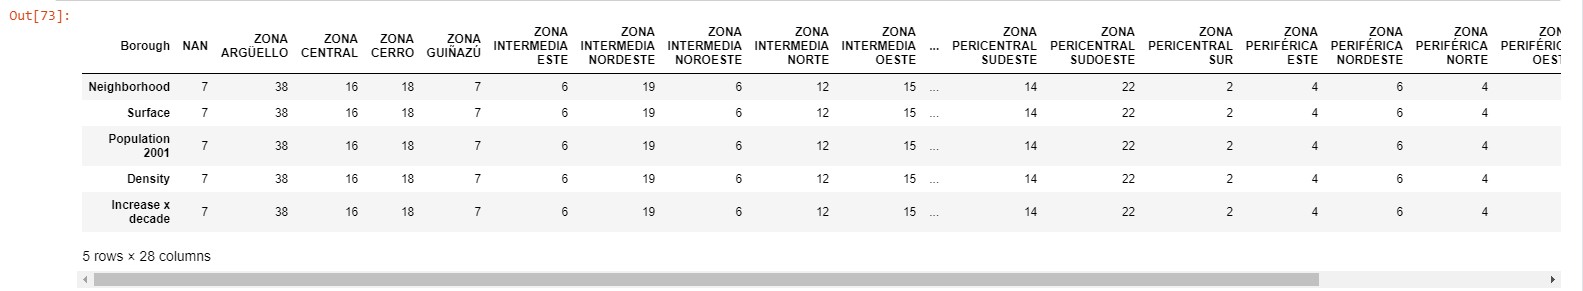 Out[73]:
Borough
NAN
ZONA
ARGÜELLO
ZONA
CENTRAL
ZONA
CERRO
ZONA
GUIÑAZÚ
ZONA
INTERMEDIA
ESTE
ZONA
INTERMEDIA
NORDESTE
ZONA
INTERMEDIA
NOROESTE
ZONA
INTERMEDIA
NORTE
ZONA
INTERMEDIA
OESTE
...
ZONA
PERICENTRAL
SUDESTE
ZONA
PERICENTRAL
SUDOESTE
ZONA
PERICENTRAL
SUR
ZONA
PERIFÉRICA
ESTE
ZONA
PERIFÉRICA
NORDESTE
ZONA
PERIFÉRICA
NORTE
Neighborhood 7 38 16 18 7 6 19 6 12 15 ... 14 22 2 4 6 4
Surface 7 38 16 18 7 6 19 6 12 15 ... 14 22 2 4 6 4
Population
2001 7 38 16 18 7 6 19 6 12 15 ... 14 22 2 4 6 4
Density 7 38 16 18 7 6 19 6 12 15 ... 14 22 2 4 6 4
Increase x
decade 7 38 16 18 7 6 19 6 12 15 ... 14 22 2 4 6 4
5 rows × 28 columns